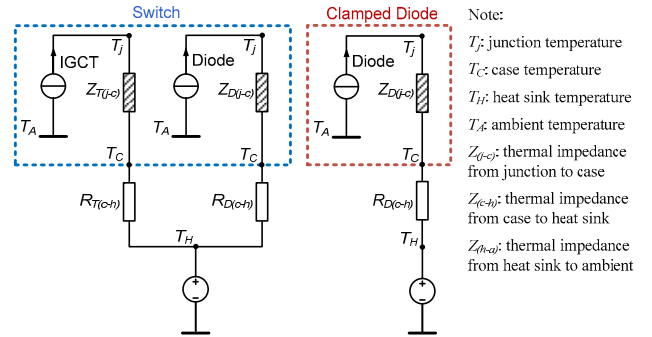 Switch
Clamped Diode
Note:
Tj: junction temperature
TC: case temperature
TH: heat sink temperature
TA: ambient temperature
Z(j-c): thermal impedance
from junction to case
Z(c-h): thermal impedance
from case to heat sink
Z(h-a): thermal impedance
from heat sink to ambient
Tj
Tj
Tj
IGCT
Diode
Diode
ZT(j-c)
ZD(j-c)
ZD(j-c)
TA
TA
TA
TC
TC
TC
RT(c-h)
RD(c-h)
RD(c-h)
TH
TH
+
-
+
-